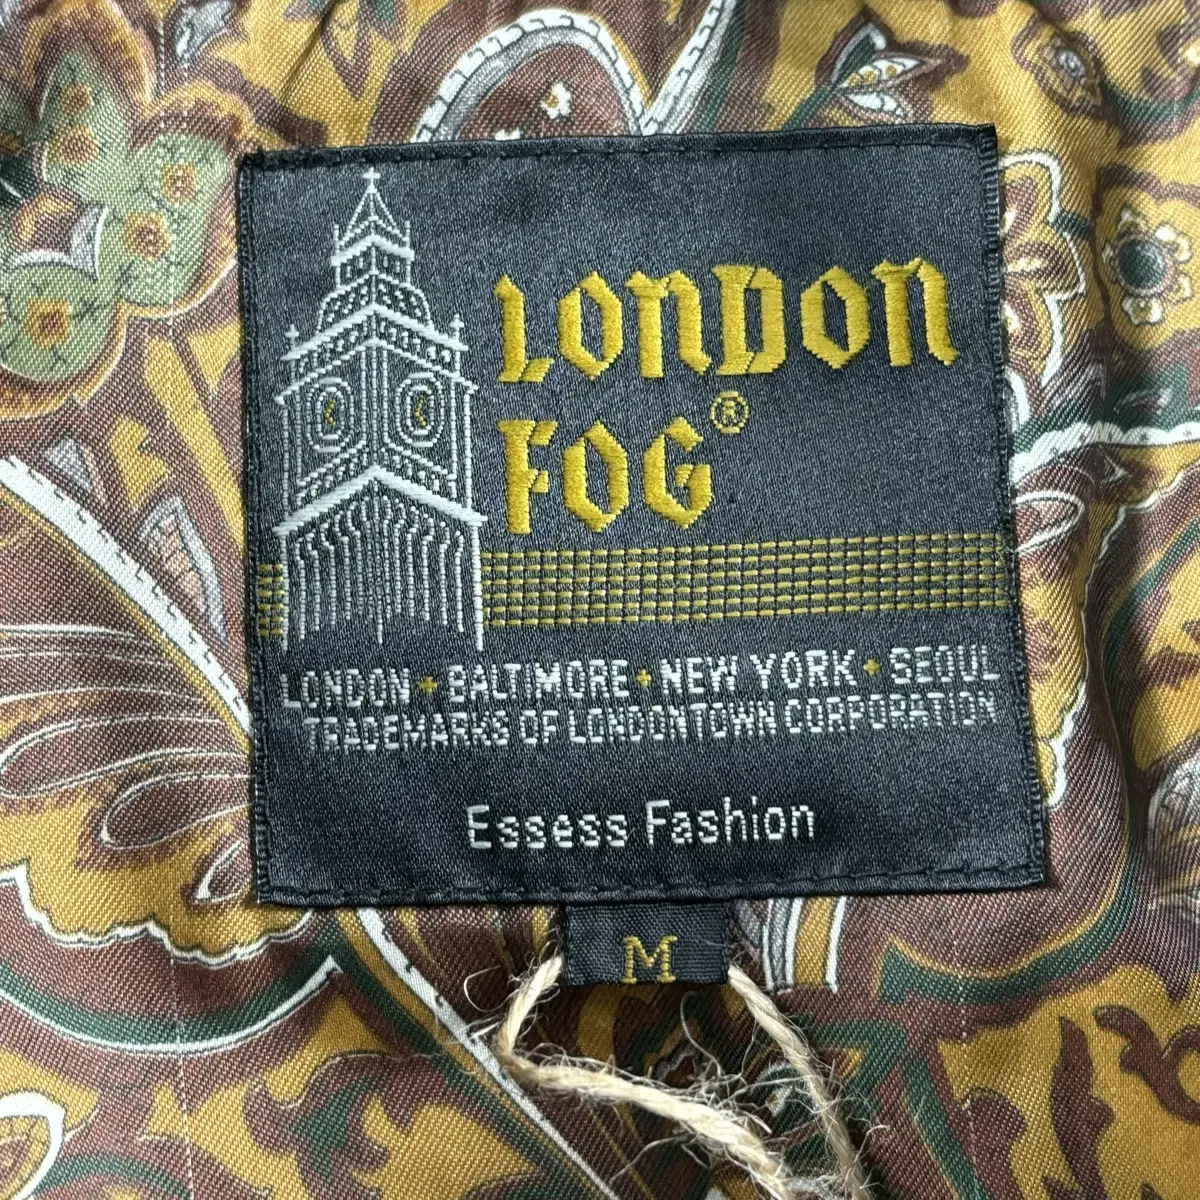 LONDON
FOG®
LONDON + BALTIMORE + NEW YORK + SEOUL
TRADEMARKS OF LONDONTOWN CORPORATION
Essess Fashion
M